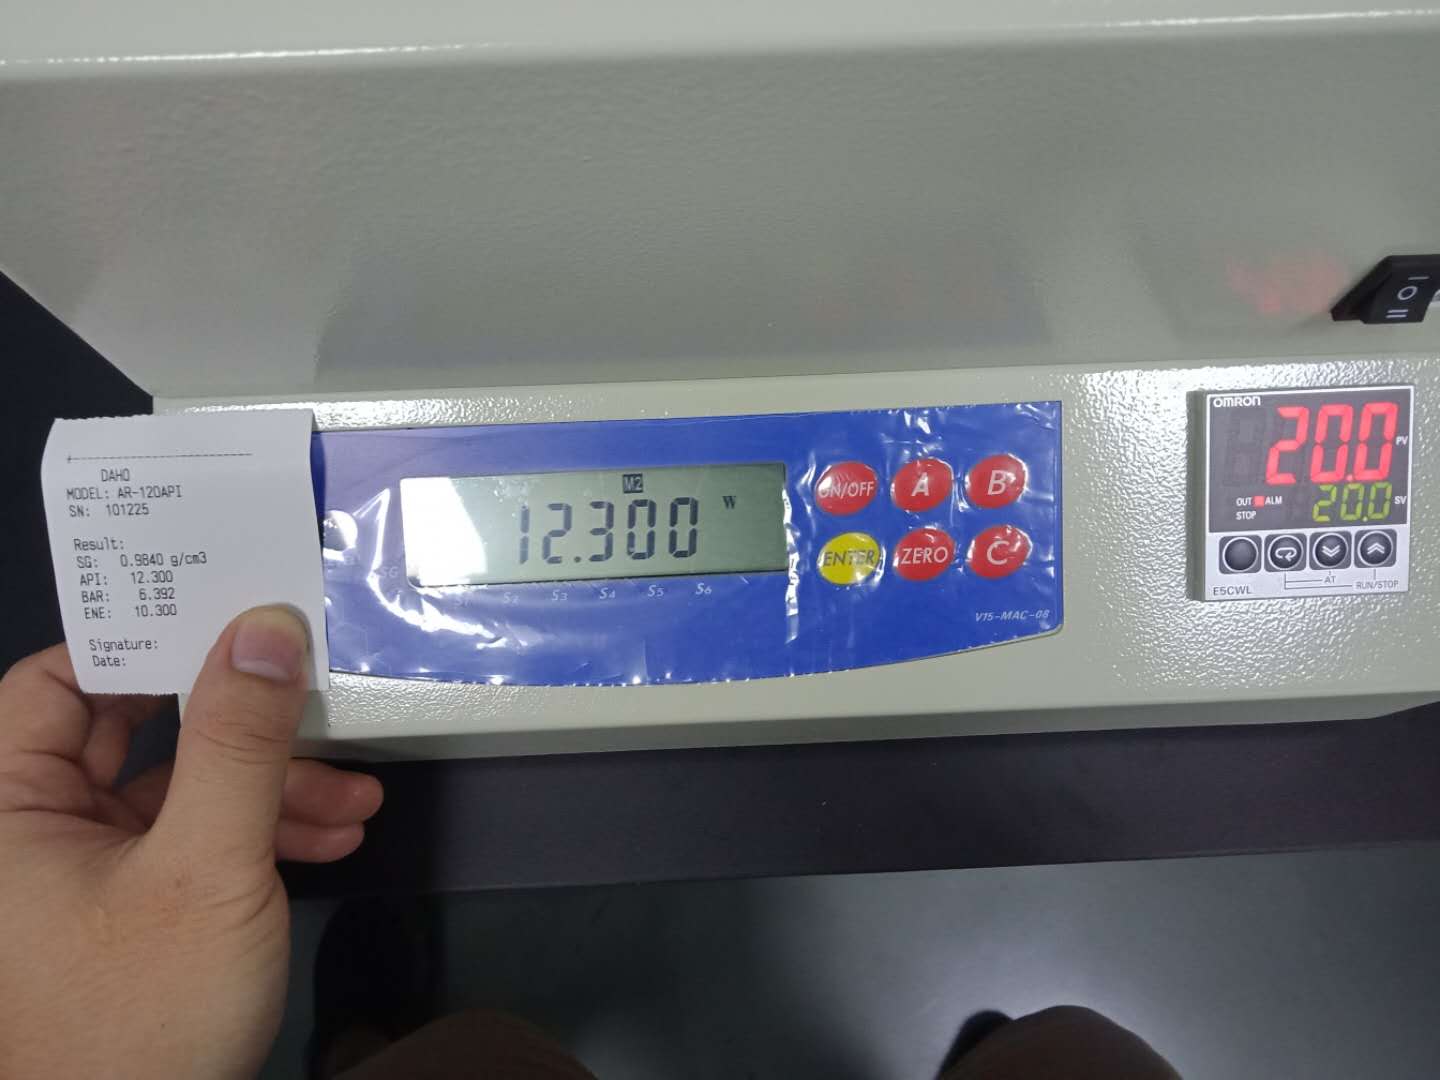 DAHO
MODEL: AR-120API
SN: 101225
Result:
SG: 0.9840 g/cm3
API: 12.300
BAR: 6.392
ENE: 10.300
Signature:
Date:
M2
12.300 W
SG
S1 S2 S3 S4 S5 S6
ON/OFF A B
ENTER ZERO C
V15-MAC-08
OMRON
20.0 PV
OUT ALM 20.0 SV
STOP
AT
E5CWL RUN/STOP